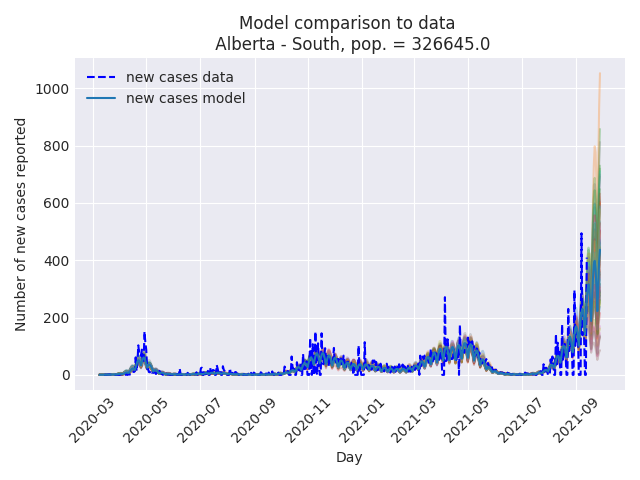 Model comparison to data
Alberta - South, pop. = 326645.0
new cases data
new cases model
Number of new cases reported
1000
800
600
400
200
0
2020-03
2020-05
2020-07
2020-09
2020-11
2021-01
2021-03
2021-05
2021-07
2021-09
Day